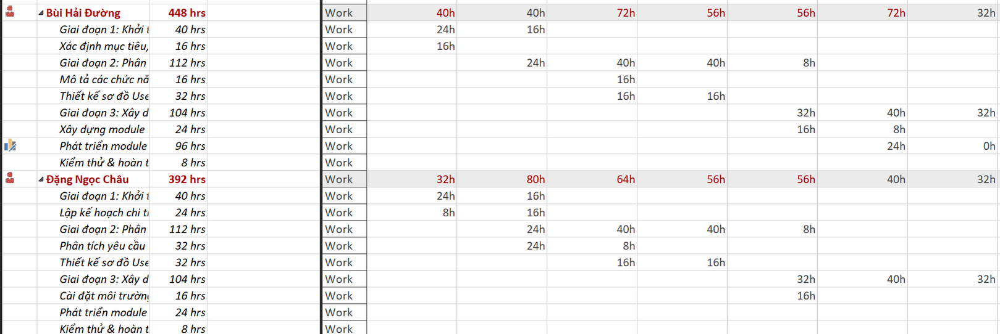 Bùi Hải Đường 448 hrs Work 40h 40h 72h 56h 56h 72h 32h
Giai đoạn 1: Khởi t 40 hrs Work 24h 16h
Xác định mục tiêu, 16 hrs Work 16h
Giai đoạn 2: Phân 112 hrs Work 24h 40h 40h 8h
Mô tả các chức nă 16 hrs Work 16h
Thiết kế sơ đồ Use 32 hrs Work 16h 16h
Giai đoạn 3: Xây d 104 hrs Work 32h 40h 32h
Xây dựng module 24 hrs Work 16h 8h
Phát triển module 96 hrs Work 24h 0h
Kiểm thử & hoàn t 8 hrs Work
Đặng Ngọc Châu 392 hrs Work 32h 80h 64h 56h 56h 40h 32h
Giai đoạn 1: Khởi t 40 hrs Work 24h 16h
Lập kế hoạch chi ti 24 hrs Work 8h 16h
Giai đoạn 2: Phân 112 hrs Work 24h 40h 40h 8h
Phân tích yêu cầu 32 hrs Work 24h 8h
Thiết kế sơ đồ Use 32 hrs Work 16h 16h
Giai đoạn 3: Xây d 104 hrs Work 32h 40h 32h
Cài đặt môi trường 16 hrs Work 16h
Phát triển module 24 hrs Work
Kiểm thử & hoàn t 8 hrs Work